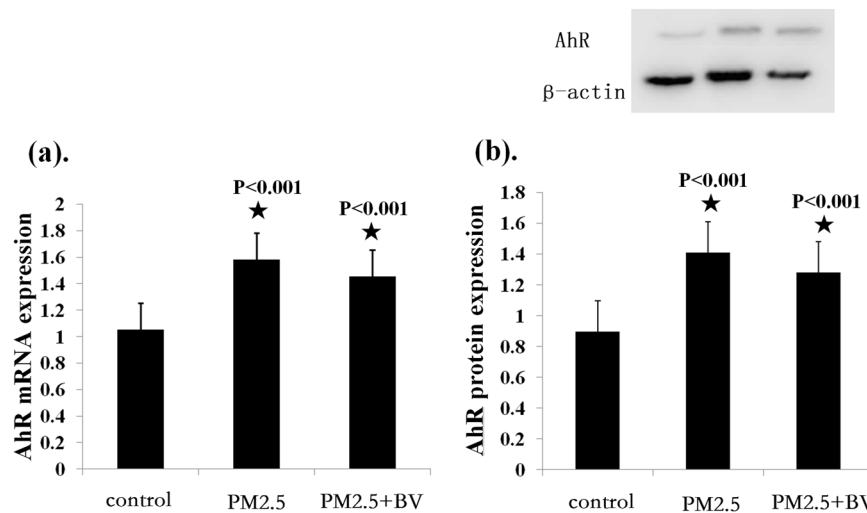 AhR
β-actin
(a).
AhR mRNA expression
2
1.8
1.6
1.4
1.2
1
0.8
0.6
0.4
0.2
0
P<0.001
★
P<0.001
★
control
PM2.5
PM2.5+BV
(b).
AhR protein expression
1.8
1.6
1.4
1.2
1
0.8
0.6
0.4
0.2
0
P<0.001
★
P<0.001
★
control
PM2.5
PM2.5+BV